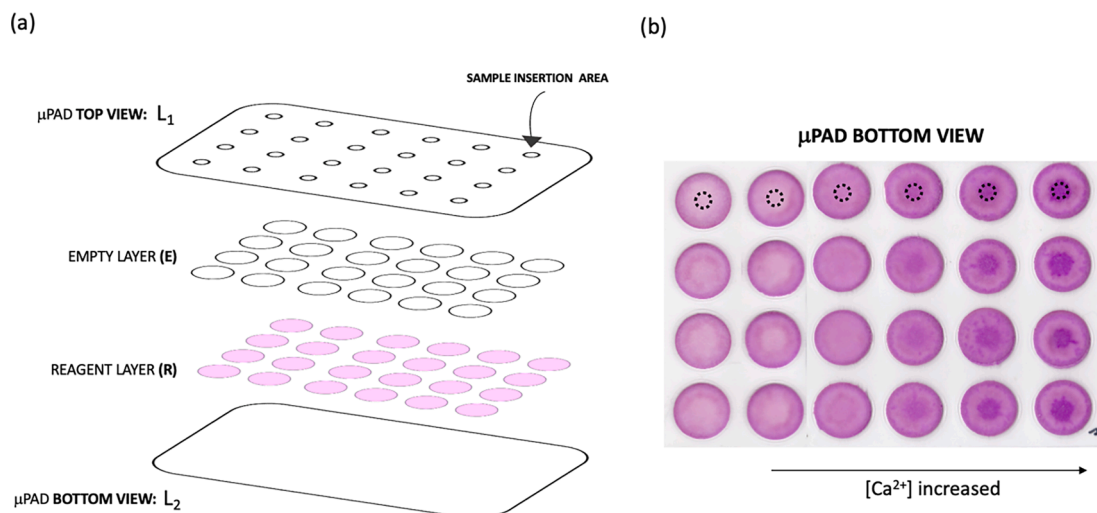 (a)
SAMPLE INSERTION AREA
µPAD TOP VIEW: L₁
EMPTY LAYER (E)
REAGENT LAYER (R)
µPAD BOTTOM VIEW: L₂
(b)
µPAD BOTTOM VIEW
[Ca²⁺] increased